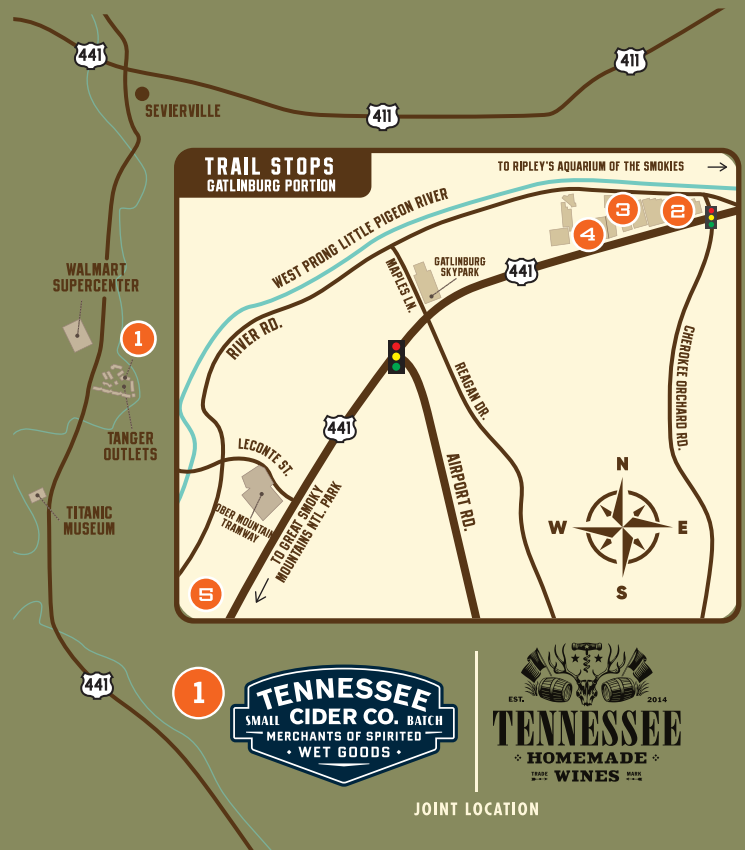 441
411
411
SEVIERVILLE
TRAIL STOPS
GATLINBURG PORTION
TO RIPLEY'S AQUARIUM OF THE SMOKIES
WEST PRONG LITTLE PIGEON RIVER
3
2
4
WALMART
SUPERCENTER
GATLINBURG
SKYPARK
441
MAPLES LN.
1
RIVER RD.
CHEROKEE ORCHARD RD.
REAGAN DR.
TANGER
OUTLETS
441
LECONTE ST.
AIRPORT RD.
N
W
E
S
TITANIC
MUSEUM
OBER MOUNTAIN
TRAMWAY
TO GREAT SMOKY
MOUNTAINS NTL. PARK
5
441
1
TENNESSEE
SMALL CIDER CO. BATCH
MERCHANTS OF SPIRITED
WET GOODS
EST. 2014
TENNESSEE
HOMEMADE
TRADE WINES MARK
JOINT LOCATION